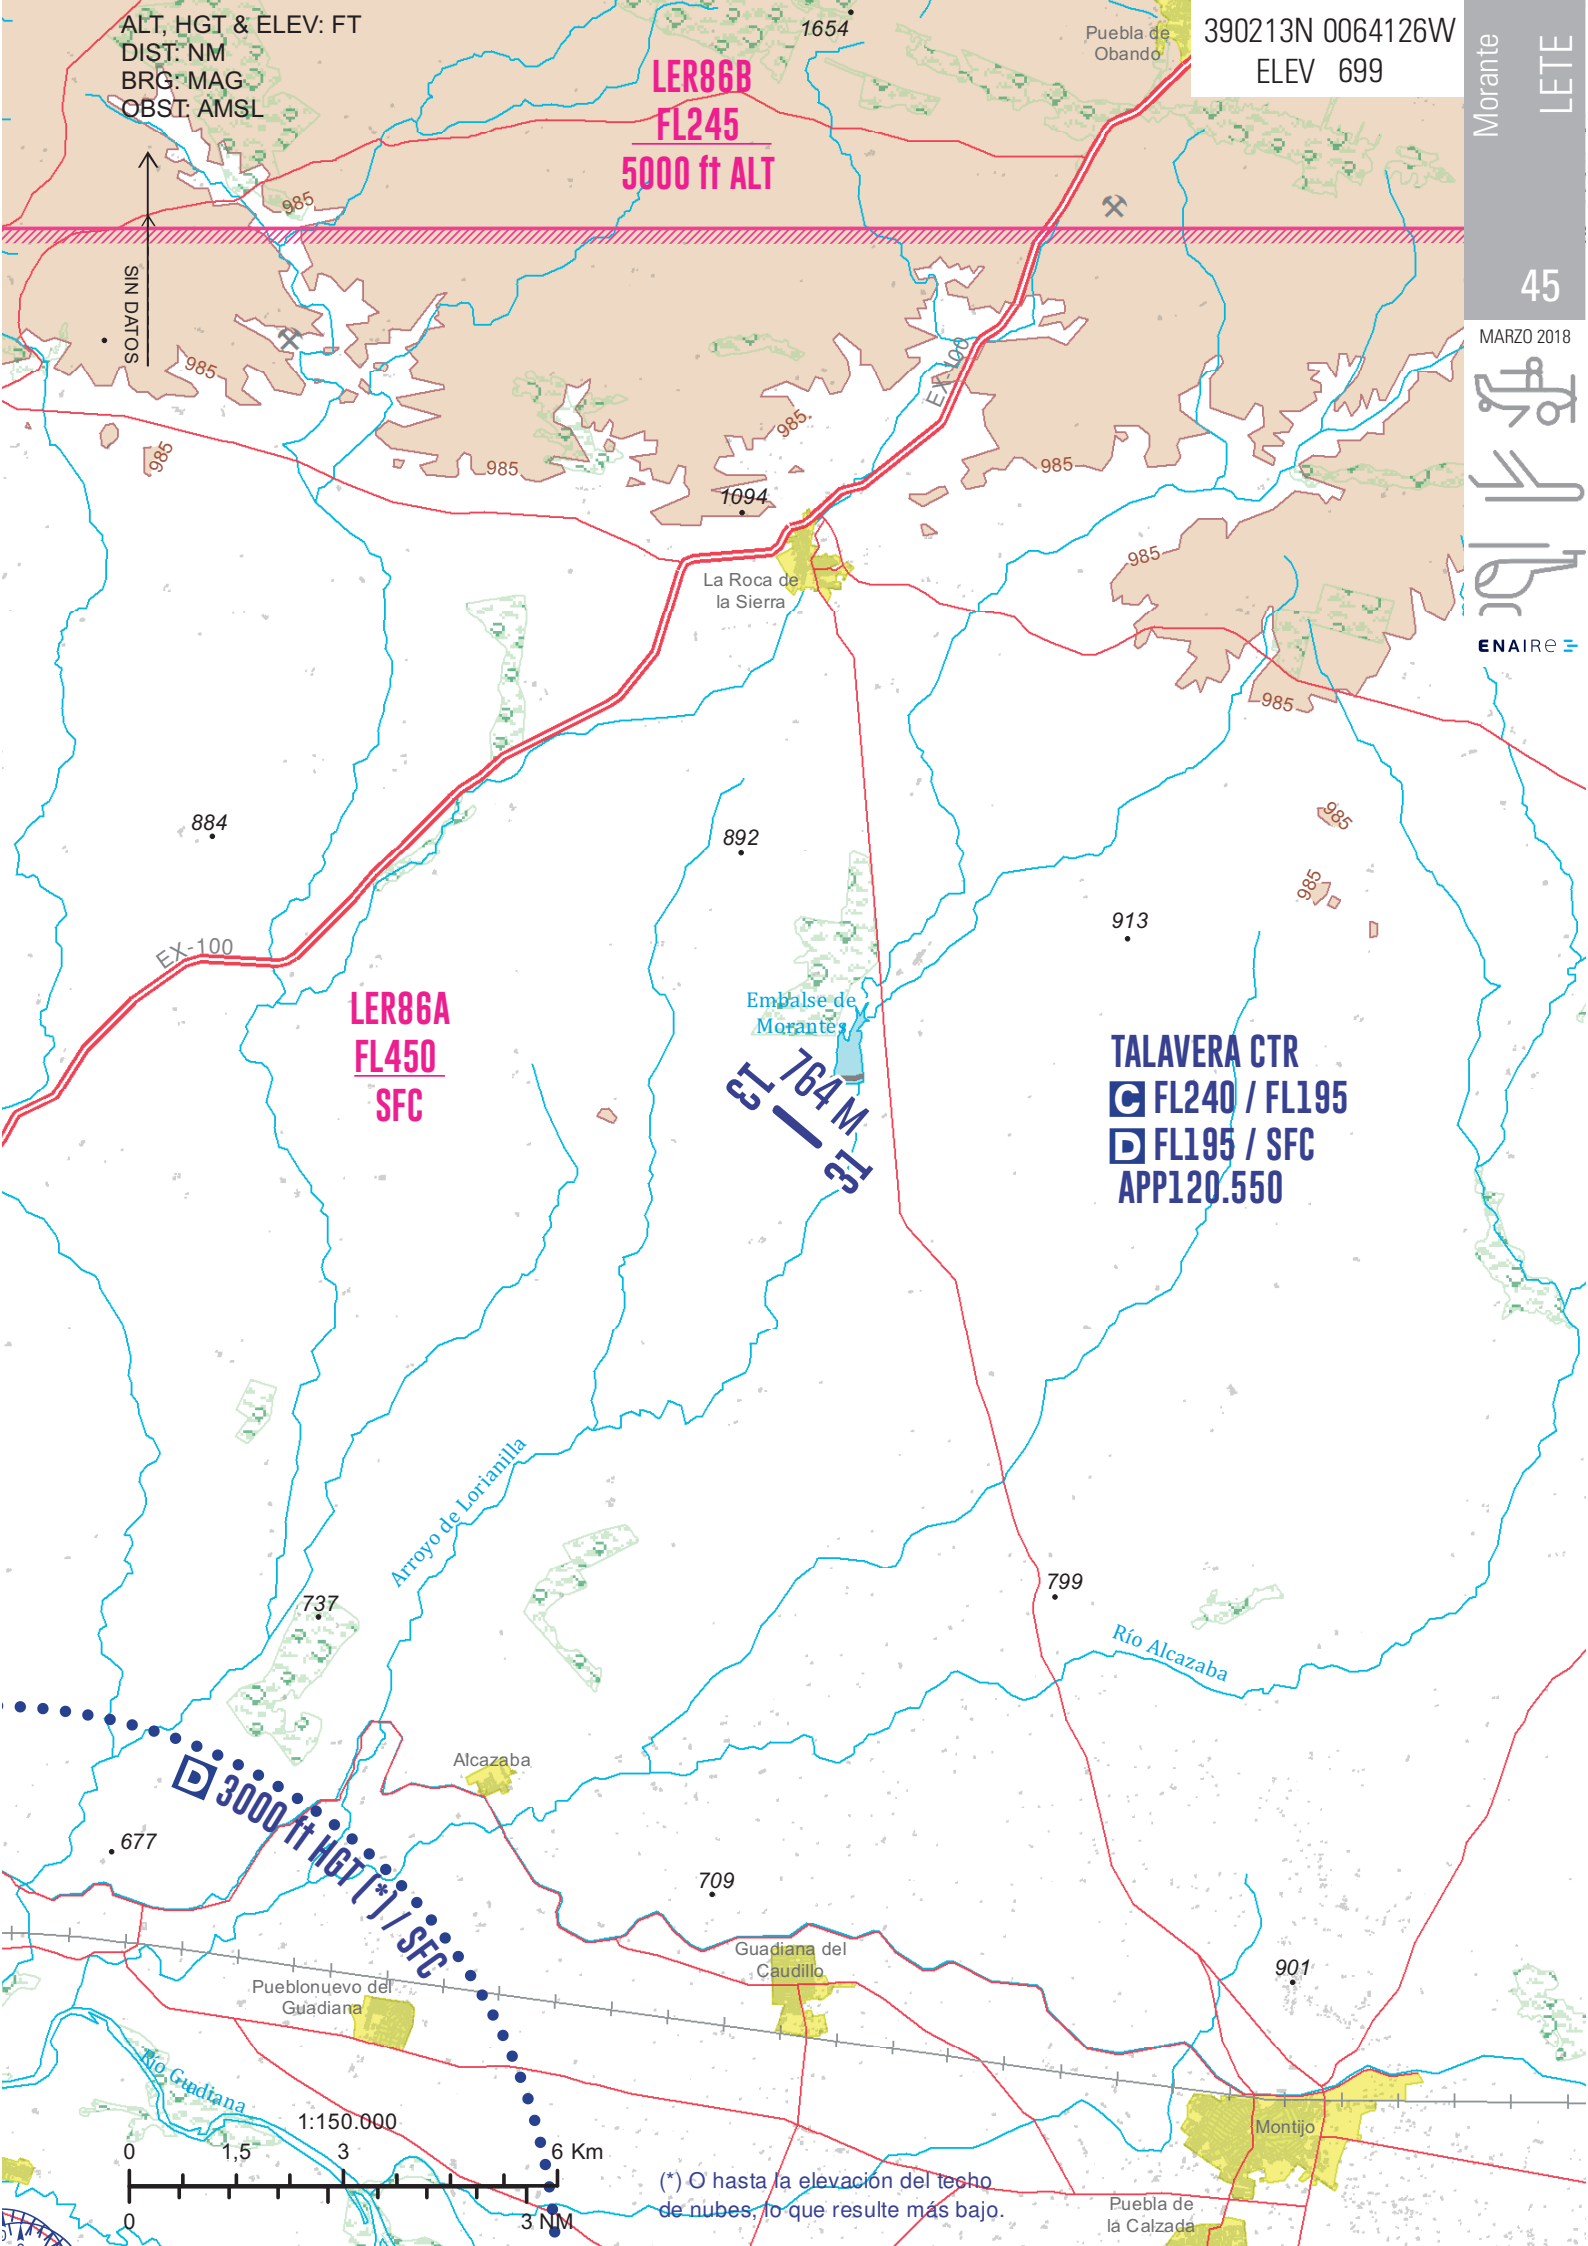 ALT, HGT & ELEV: FT
DIST: NM
BRG: MAG
OBST: AMSL
SIN DATOS
1654
Puebla de
Obando
390213N 0064126W
ELEV 699
Morante
LETE
45
MARZO 2018
ENAIRe
LER86B
FL245
5000 ft ALT
985
985
985
985
985
985
985
985
EX-100
1094
La Roca de
la Sierra
884
892
985
985
913
EX-100
LER86A
FL450
SFC
Embalse de
Morantes
13
764 M
31
TALAVERA CTR
C FL240 / FL195
D FL195 / SFC
APP120.550
Arroyo de Lorianilla
737
799
Río Alcazaba
Alcazaba
D 3000 ft HGT (*) / SFC
677
709
Guadiana del
Caudillo
901
Pueblonuevo del
Guadiana
Río Guadiana
Montijo
1:150.000
0 1,5 3 6 Km
0 3 NM
(*) O hasta la elevación del techo
de nubes, lo que resulte más bajo.
Puebla de
la Calzada